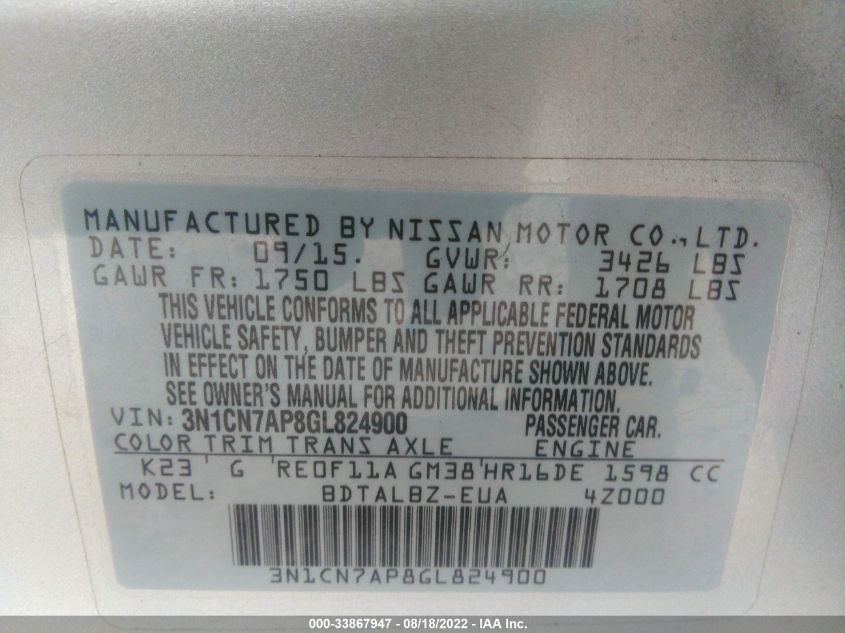 MANUFACTURED BY NISSAN MOTOR CO., LTD.
DATE: 09/15. GVWR: 3426 LBS
GAWR FR: 1750 LBS GAWR RR: 1708 LBS
THIS VEHICLE CONFORMS TO ALL APPLICABLE FEDERAL MOTOR
VEHICLE SAFETY, BUMPER AND THEFT PREVENTION STANDARDS
IN EFFECT ON THE DATE OF MANUFACTURE SHOWN ABOVE.
SEE OWNER'S MANUAL FOR ADDITIONAL INFORMATION.
VIN: 3N1CN7AP8GL824900 PASSENGER CAR.
COLOR TRIM TRANS AXLE ENGINE
K23 ' G RE0F11A GM38 'HR16DE 1598 CC
MODEL: BDTALBZ-EUA 4Z000
3N1CN7AP8GL824900
000-33867947 - 08/18/2022 - IAA Inc.